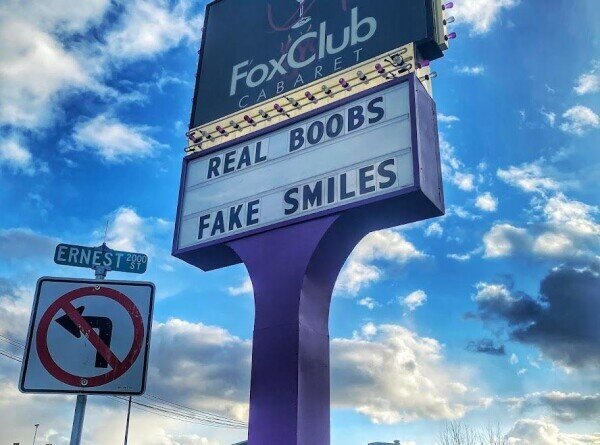 FoxClub
CABARET
REAL BOOBS
FAKE SMILES
ERNEST ST 2000